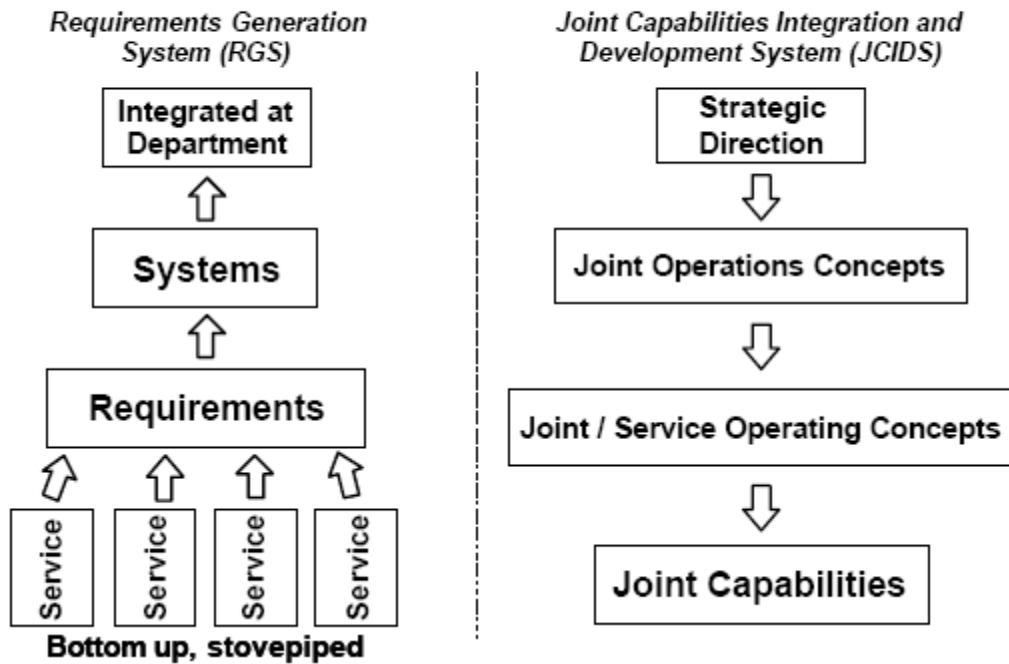 Requirements Generation
System (RGS)
Integrated at
Department
Systems
Requirements
Service
Service
Service
Service
Bottom up, stovepiped
Joint Capabilities Integration and
Development System (JCIDS)
Strategic
Direction
Joint Operations Concepts
Joint / Service Operating Concepts
Joint Capabilities